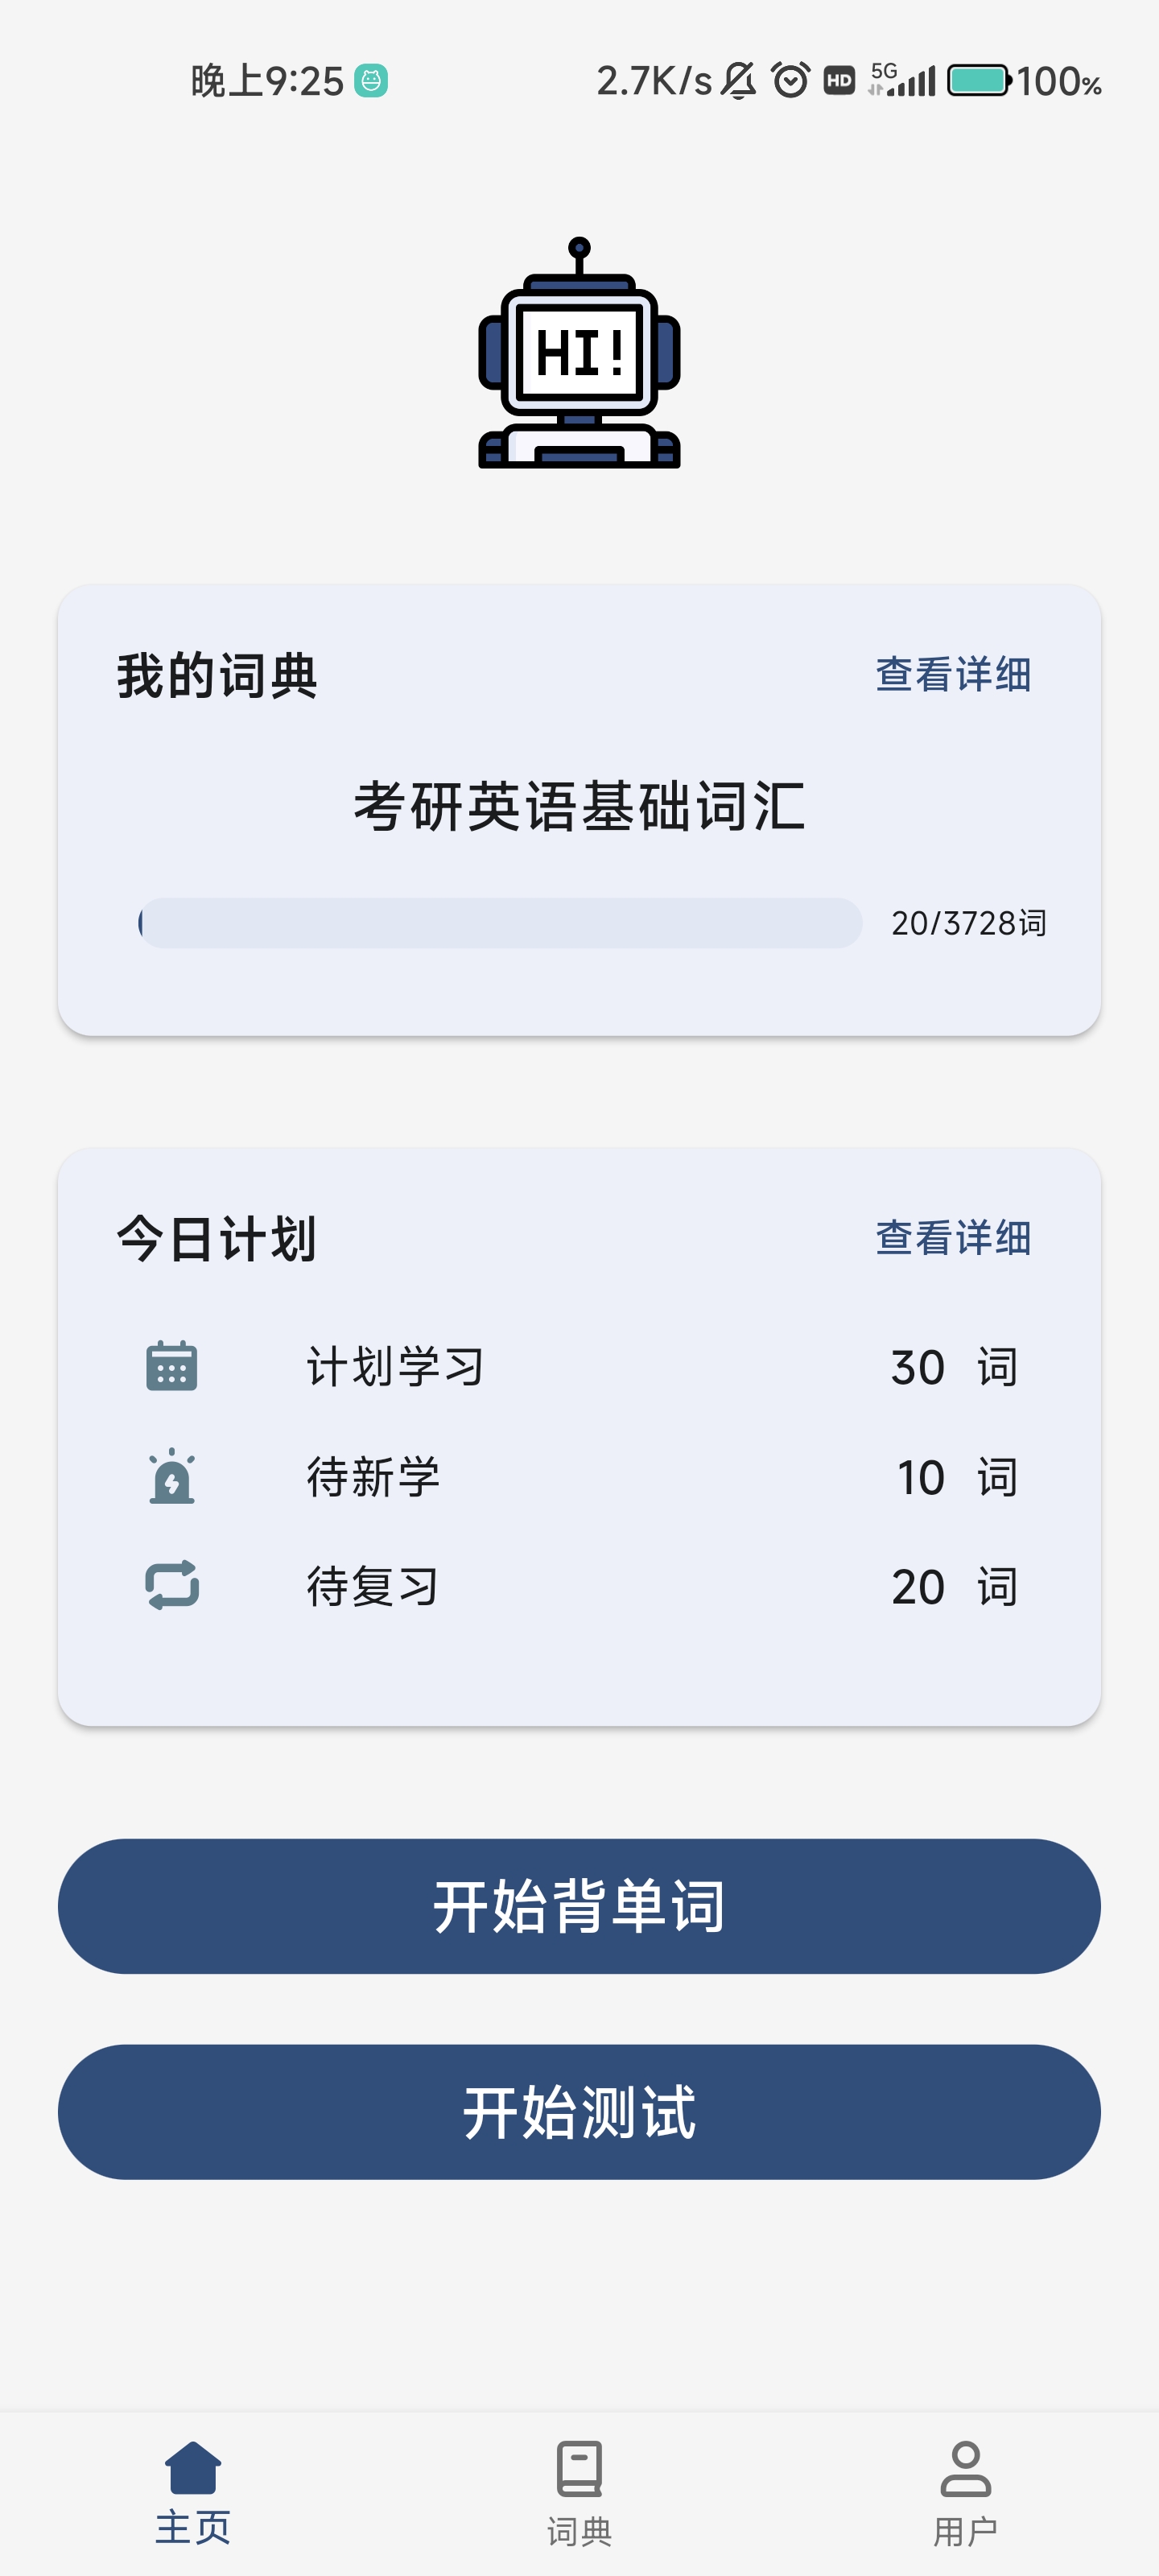 晚上9:25 2.7K/s HD 5G 100%
HI!
我的词典 查看详细
考研英语基础词汇
20/3728词
今日计划 查看详细
计划学习 30 词
待新学 10 词
待复习 20 词
开始背单词
开始测试
主页 词典 用户